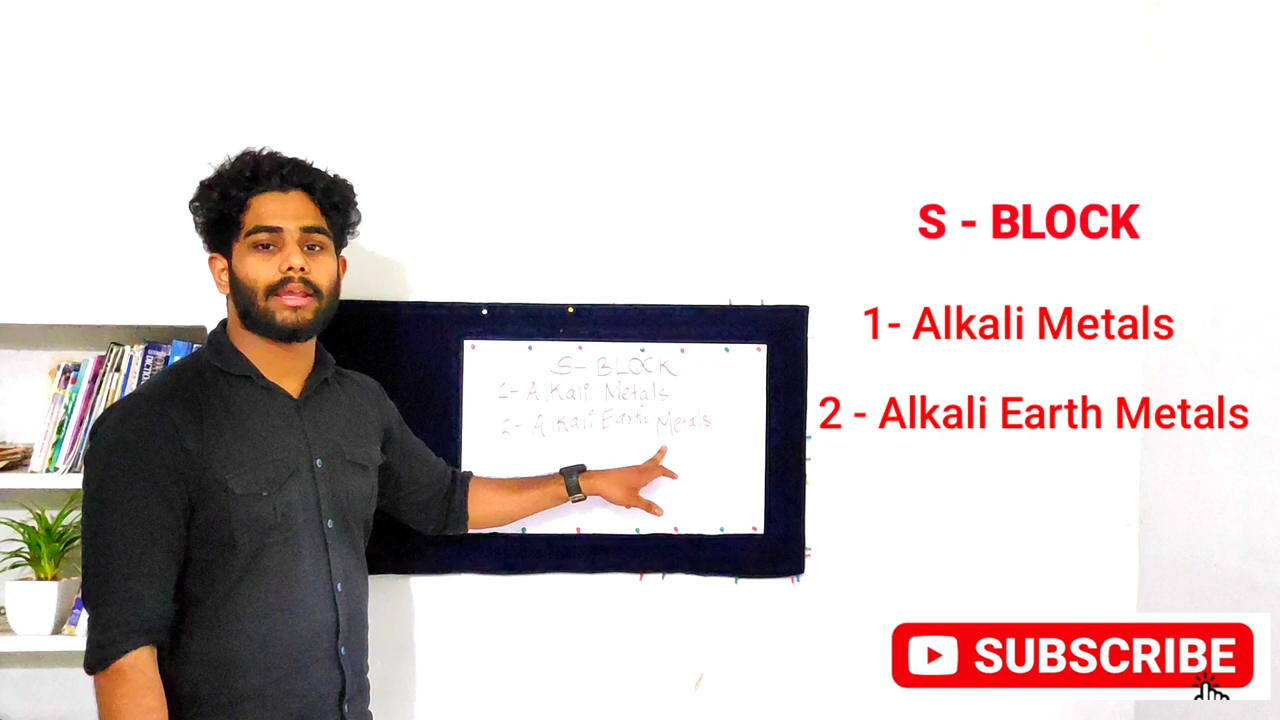 S - BLOCK
1- Alkali Metals
2 - Alkali Earth Metals
S- BLOCK
1- Alkali Metals
2- Alkali Earth Metals
SUBSCRIBE